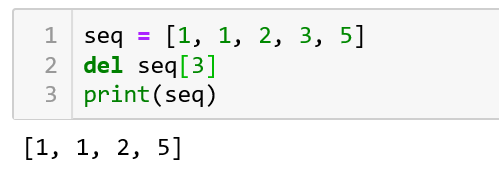 1 seq = [1, 1, 2, 3, 5]
2 del seq[3]
3 print(seq)
[1, 1, 2, 5]